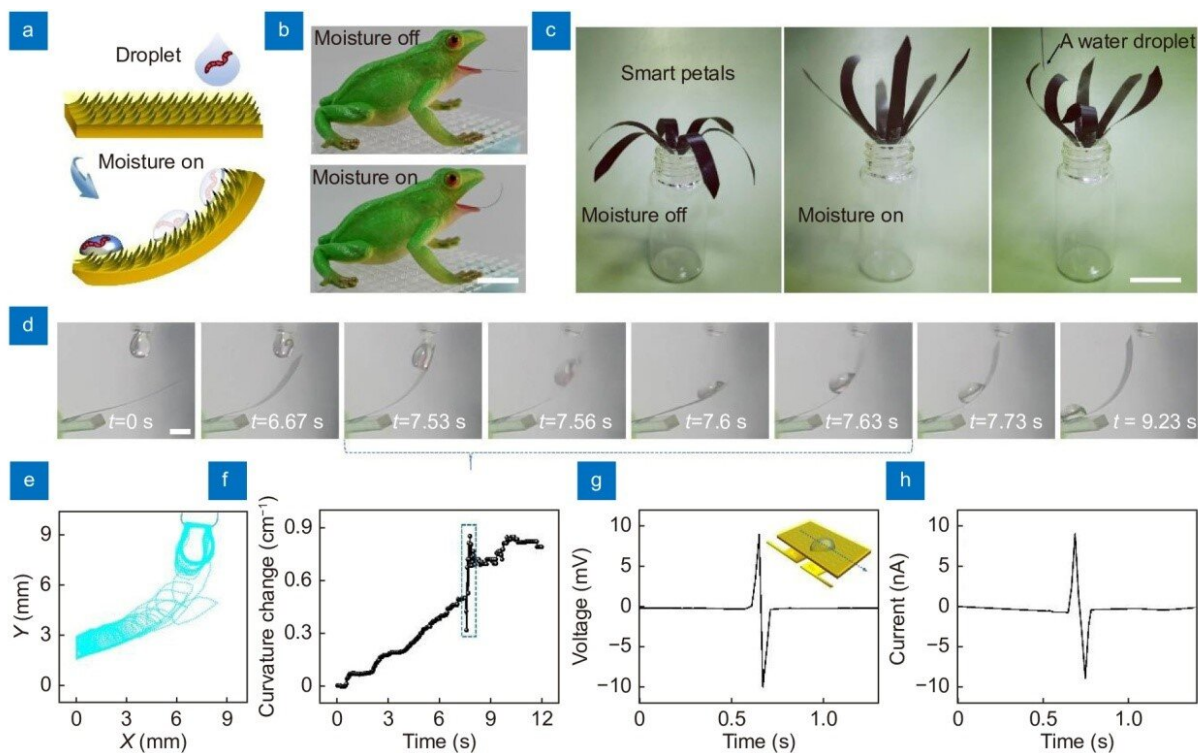 a
Droplet
Moisture on
b
Moisture off
Moisture on
c
Smart petals
Moisture off
Moisture on
A water droplet
d
t=0 s
t=6.67 s
t=7.53 s
t=7.56 s
t=7.6 s
t=7.63 s
t=7.73 s
t = 9.23 s
e
9
6
3
0
Y (mm)
0
3
6
9
X (mm)
f
0.9
0.6
0.3
0
Curvature change (cm⁻¹)
0
3
6
9
12
Time (s)
g
10
5
0
−5
−10
Voltage (mV)
0
0.5
1.0
Time (s)
h
10
5
0
−5
−10
Current (nA)
0
0.5
1.0
Time (s)